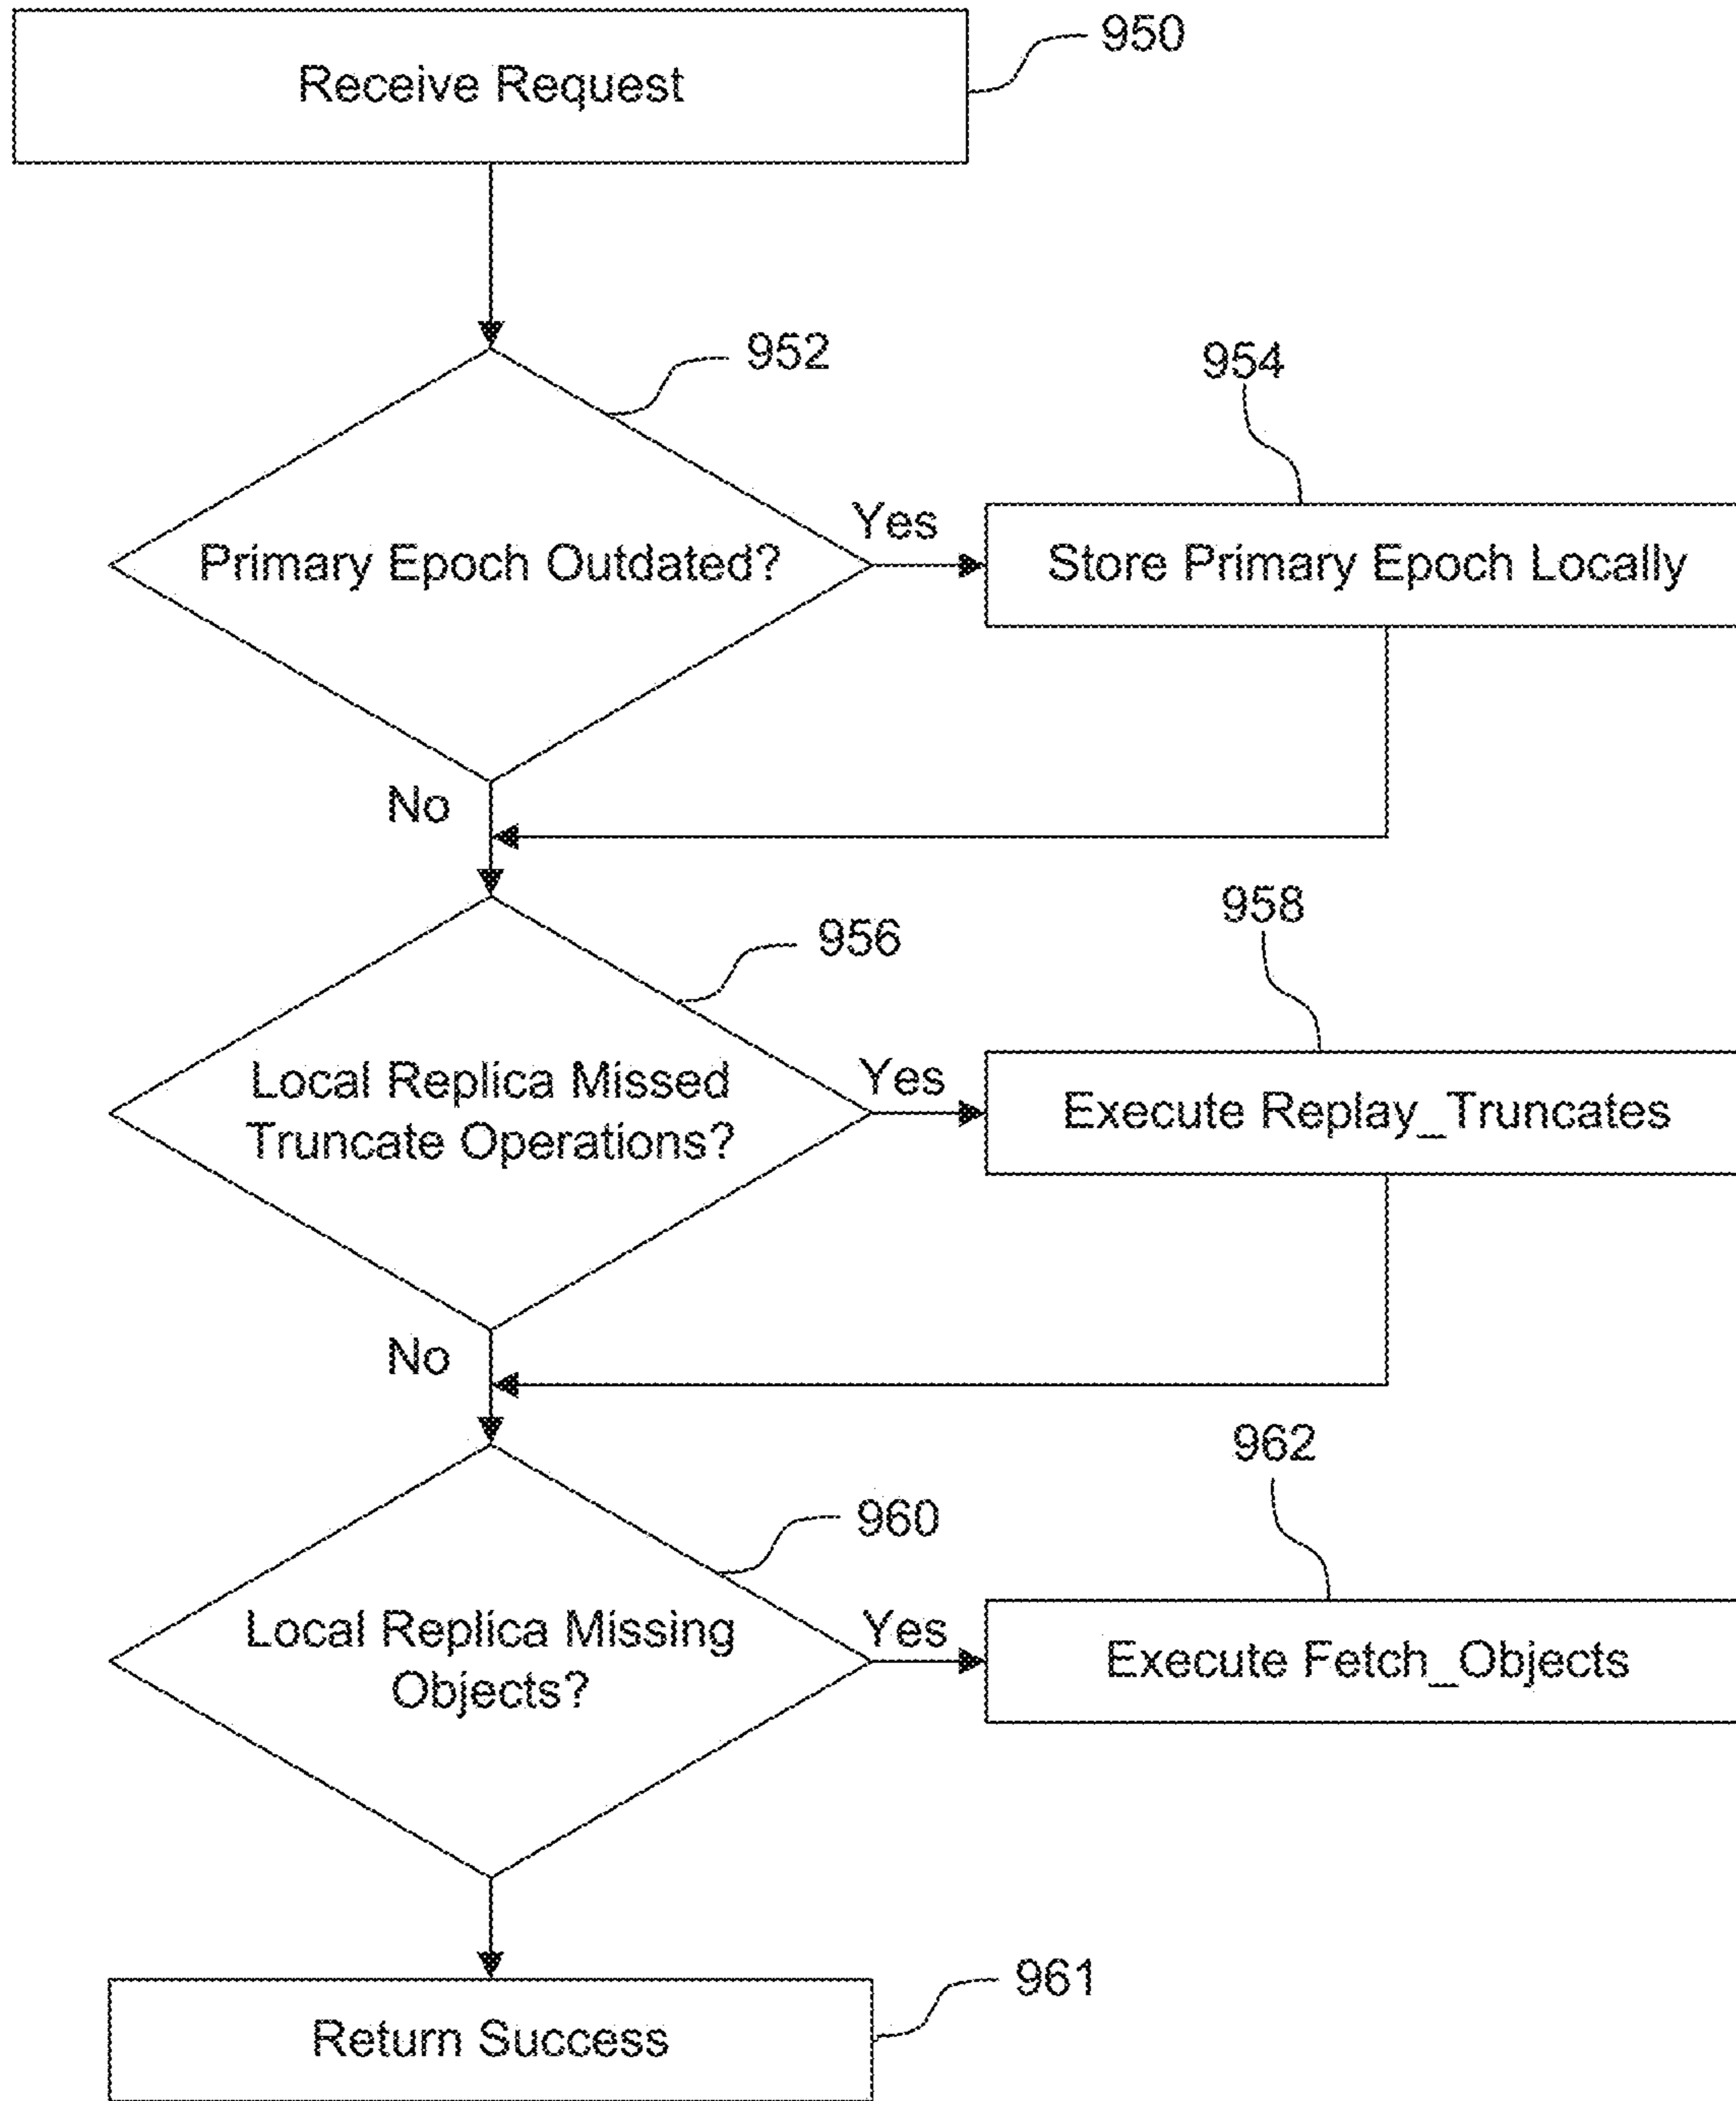 Receive Request
950
952
954
Primary Epoch Outdated?
Yes
Store Primary Epoch Locally
No
956
958
Local Replica Missed
Truncate Operations?
Yes
Execute Replay_Truncates
No
960
962
Local Replica Missing
Objects?
Yes
Execute Fetch_Objects
961
Return Success